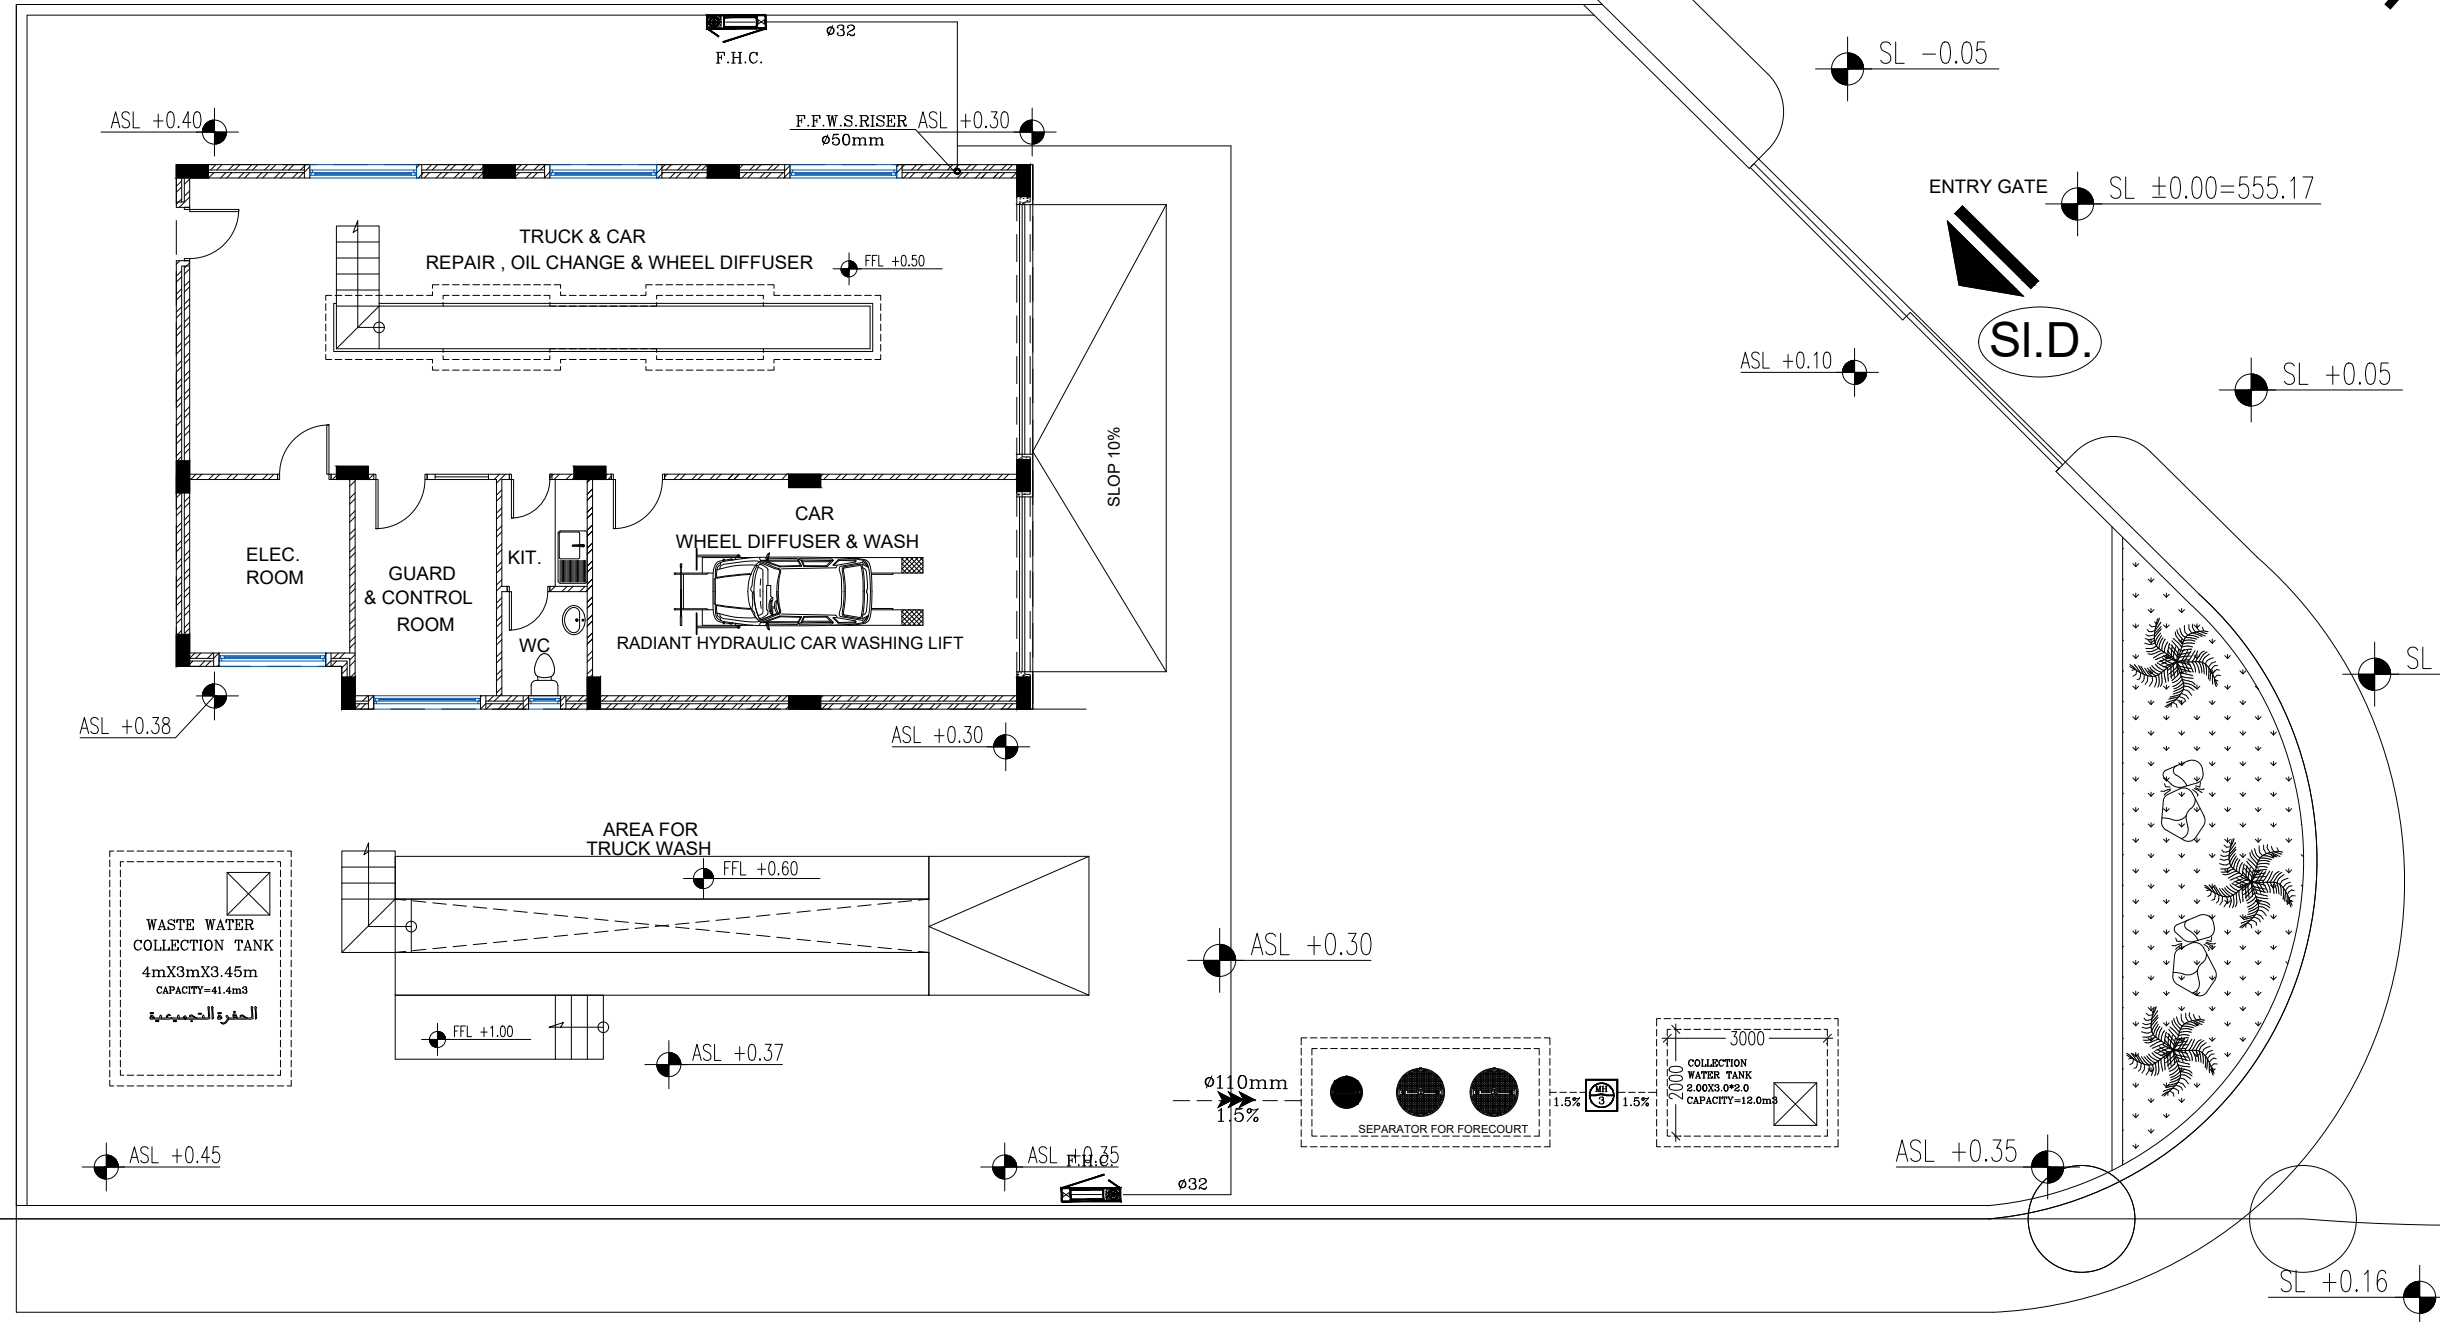 ø32
F.H.C.
SL -0.05
ASL +0.40
F.F.W.S.RISER
ø50mm
ASL +0.30
ENTRY GATE
SL ±0.00=555.17
TRUCK & CAR
REPAIR , OIL CHANGE & WHEEL DIFFUSER
FFL +0.50
SI.D.
ASL +0.10
SL +0.05
SLOP 10%
ELEC.
ROOM
GUARD
& CONTROL
ROOM
KIT.
WC
CAR
WHEEL DIFFUSER & WASH
RADIANT HYDRAULIC CAR WASHING LIFT
SL
ASL +0.38
ASL +0.30
AREA FOR
TRUCK WASH
FFL +0.60
WASTE WATER
COLLECTION TANK
4mX3mX3.45m
CAPACITY=41.4m3
الحفرة التجميعية
FFL +1.00
ASL +0.37
ASL +0.30
ø110mm
1.5%
SEPARATOR FOR FORECOURT
1.5%
MH
3
1.5%
3000
2000
COLLECTION
WATER TANK
2.00X3.0*2.0
CAPACITY=12.0m3
ASL +0.45
ASL +0.35
F.H.C.
ø32
ASL +0.35
SL +0.16